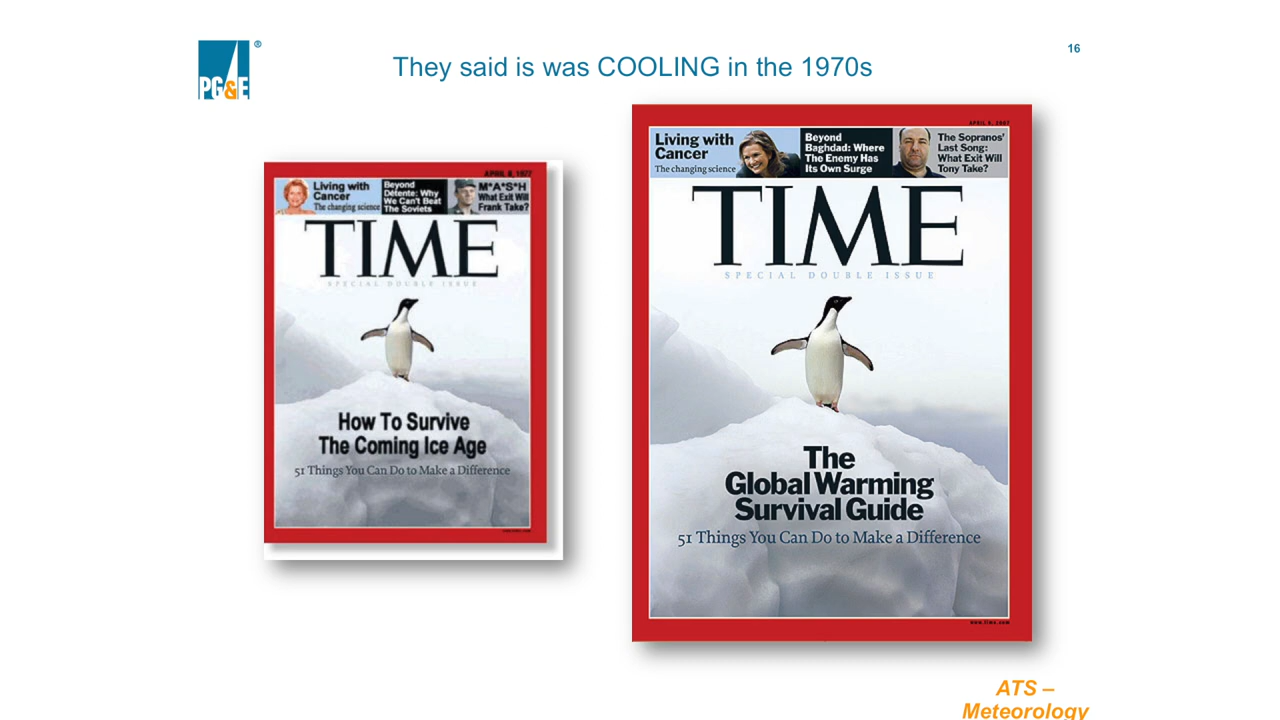 PG&E ®
They said is was COOLING in the 1970s
16
APRIL 8, 1977
Living with
Cancer
The changing science
Beyond
Détente: Why
We Can't Beat
The Soviets
M*A*S*H
What Exit Will
Frank Take?
TIME
SPECIAL DOUBLE ISSUE
How To Survive
The Coming Ice Age
51 Things You Can Do to Make a Difference
APRIL 9, 2007
Living with
Cancer
The changing science
Beyond
Baghdad: Where
The Enemy Has
Its Own Surge
The Sopranos'
Last Song:
What Exit Will
Tony Take?
TIME
SPECIAL DOUBLE ISSUE
The
Global Warming
Survival Guide
51 Things You Can Do to Make a Difference
www.time.com
ATS –
Meteorology